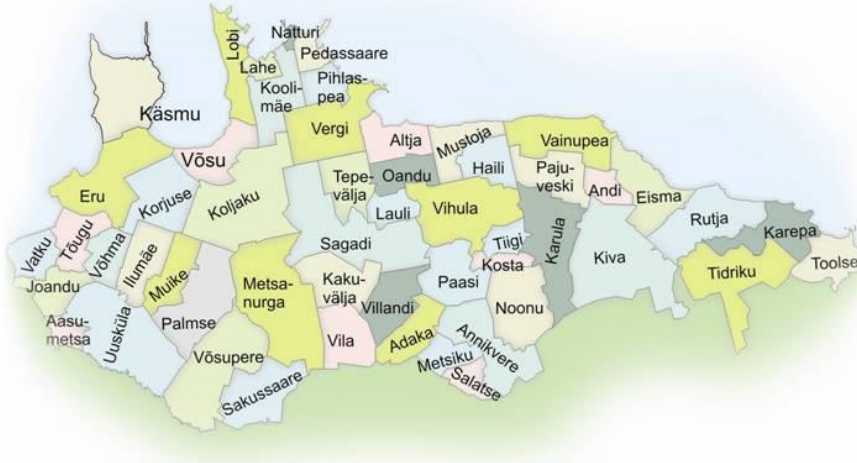 Lobi
Natturi
Pedassaare
Lahe
Kooli-
mäe
Pihlas-
pea
Käsmu
Vergi
Altja
Mustoja
Vainupea
Võsu
Haili
Paju-
veski
Andi
Eisma
Eru
Korjuse
Koljaku
Tepe-
välja
Oandu
Lauli
Vihula
Rutja
Karepa
Toolse
Vatku
Tõugu
Võhma
Ilumäe
Muike
Sagadi
Tiigi
Kosta
Karula
Kiva
Tidriku
Joandu
Aasu-
metsa
Uusküla
Palmse
Metsa-
nurga
Kaku-
välja
Villandi
Paasi
Noonu
Võsupere
Vila
Adaka
Annikvere
Metsiku
Salatse
Sakussaare